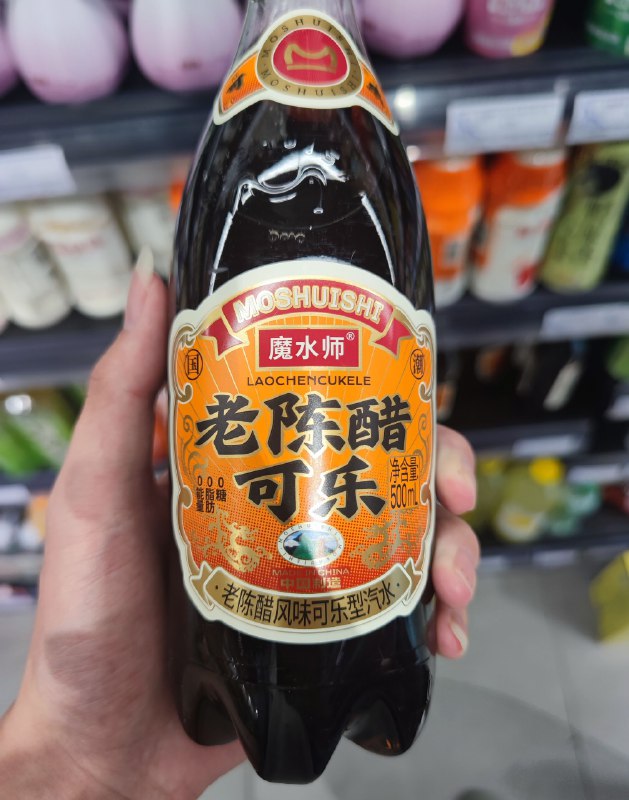 MOSHUISHI
MOSHUISHI
魔水师®
国潮
LAOCHENCUKELE
老陈醋
可乐
0糖
0脂肪
0能量
净含量
500mL
MADE IN CHINA
中国制造
·老陈醋风味可乐型汽水·